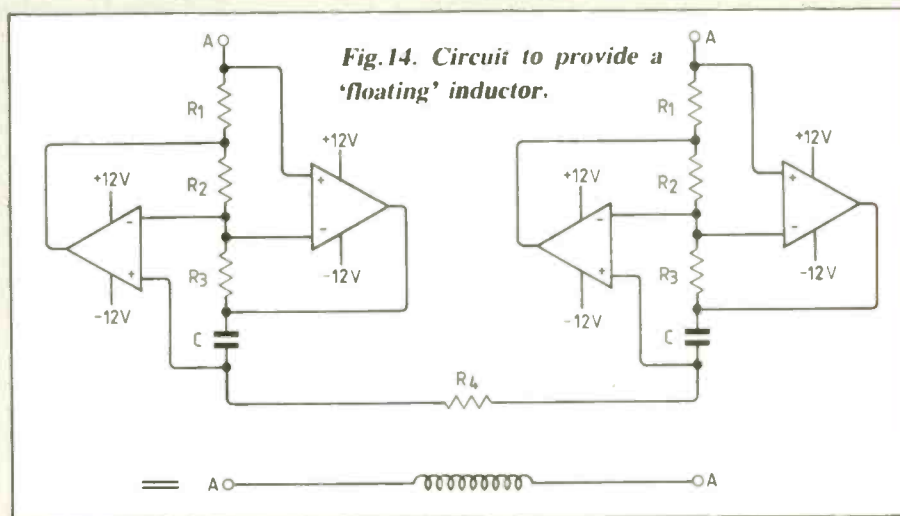 A
A
Fig.14. Circuit to provide a
'floating' inductor.
R1
R1
+12V
+12V
+12V
R2
+12V
R2
+
-
+
-
-
-
+
-12V
R3
+
-12V
R3
-12V
-12V
C
C
R4
= A
A